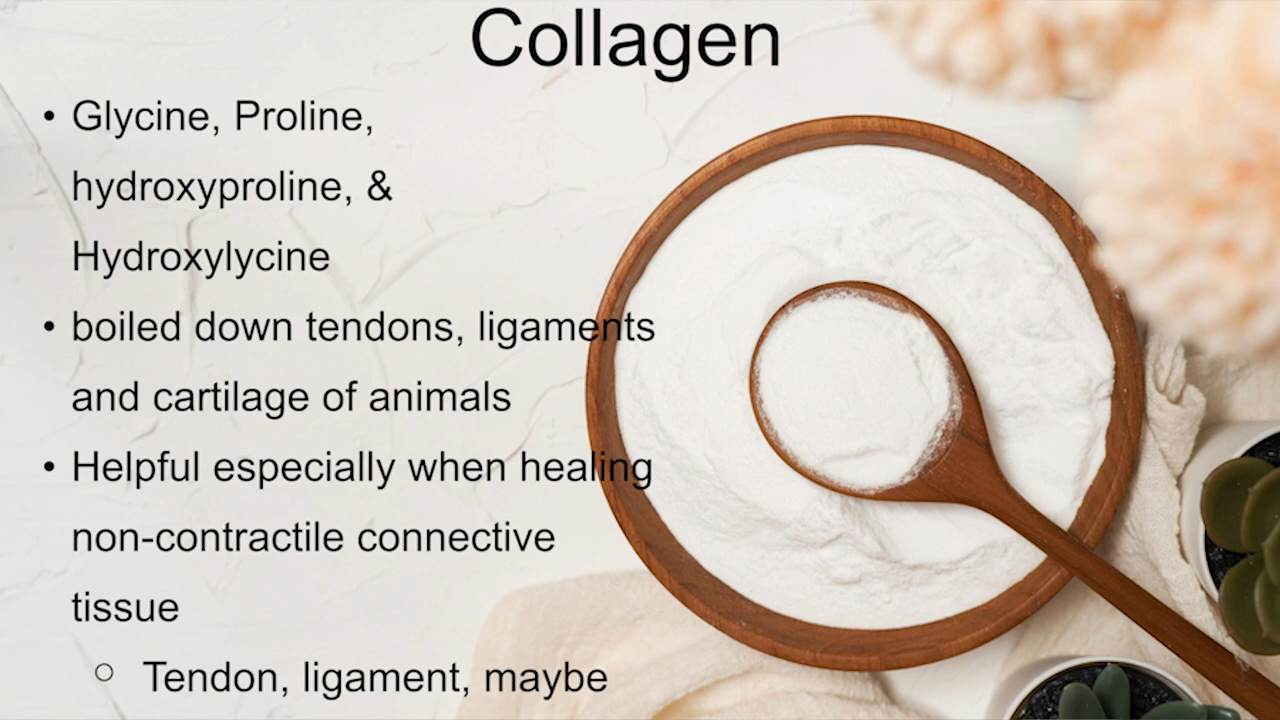 Collagen
• Glycine, Proline,
hydroxyproline, &
Hydroxylycine
• boiled down tendons, ligaments
and cartilage of animals
• Helpful especially when healing
non-contractile connective
tissue
○ Tendon, ligament, maybe